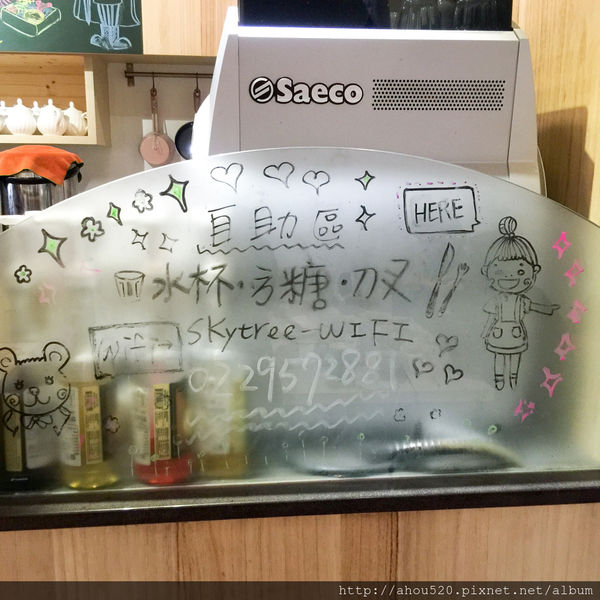 Saeco
HERE
自助區
水杯·方糖·刀叉
WiFi
Skytree-WIFI
0229572881
http://ahou520.pixnet.net/album